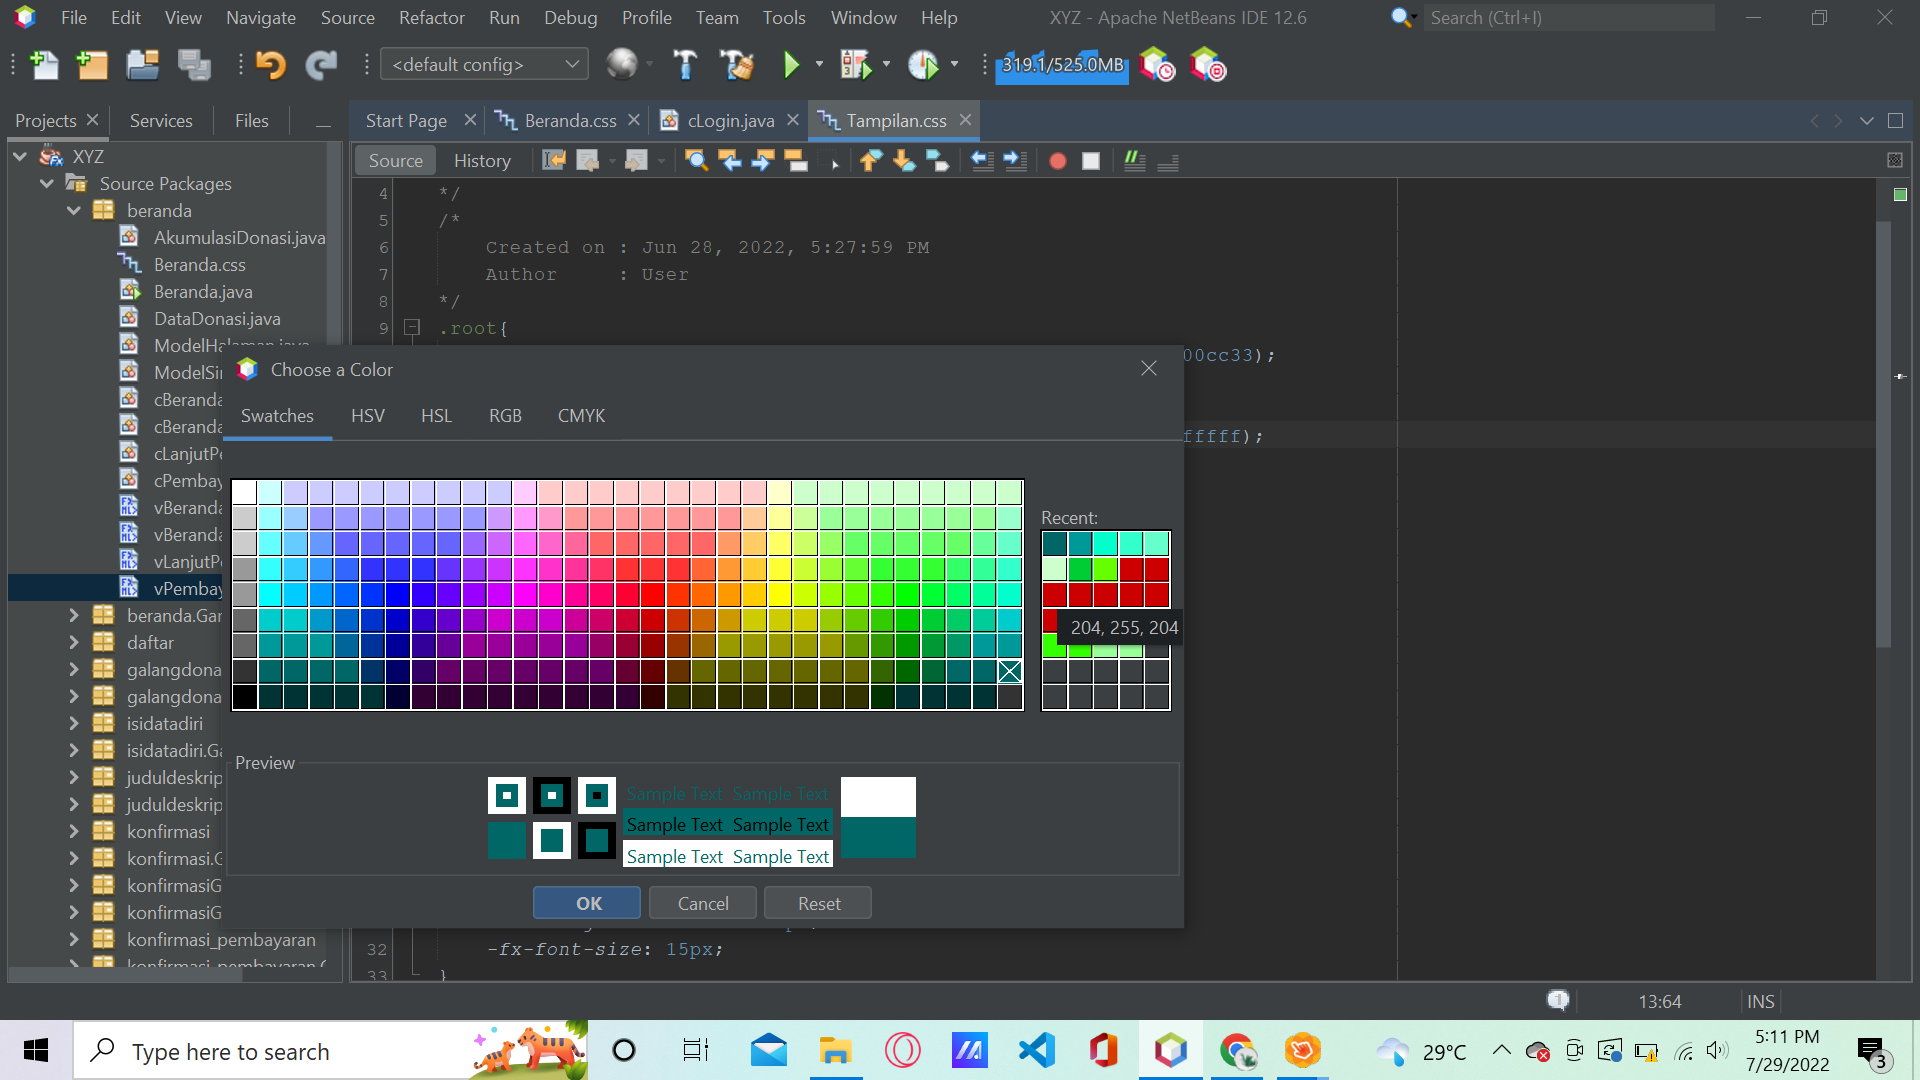 File Edit View Navigate Source Refactor Run Debug Profile Team Tools Window Help XYZ - Apache NetBeans IDE 12.6 Search (Ctrl+I)
<default config> 319.1/525.0MB
Projects Services Files Start Page Beranda.css cLogin.java Tampilan.css
Source History
XYZ
Source Packages
beranda
AkumulasiDonasi.java
Beranda.css
Beranda.java
DataDonasi.java
ModelHalaman.java
ModelSi
cBeranda
cBeranda
cLanjutPe
cPembay
vBeranda
vBeranda
vLanjutPe
vPembay
beranda.Gar
daftar
galangdona
galangdona
isidatadiri
isidatadiri.Ga
juduldeskrip
juduldeskrip
konfirmasi
konfirmasi.G
konfirmasiG
konfirmasiG
konfirmasi_pembayaran
konfirmasi_pembayaran.
4 */
5 /*
6 Created on : Jun 28, 2022, 5:27:59 PM
7 Author : User
8 */
9 .root{
00cc33);
fffff);
Choose a Color
Swatches HSV HSL RGB CMYK
Recent:
204, 255, 204
Preview
Sample Text Sample Text
Sample Text Sample Text
Sample Text Sample Text
OK Cancel Reset
32 -fx-font-size: 15px;
33 }
1 13:64 INS
Type here to search 29°C 5:11 PM
7/29/2022 3